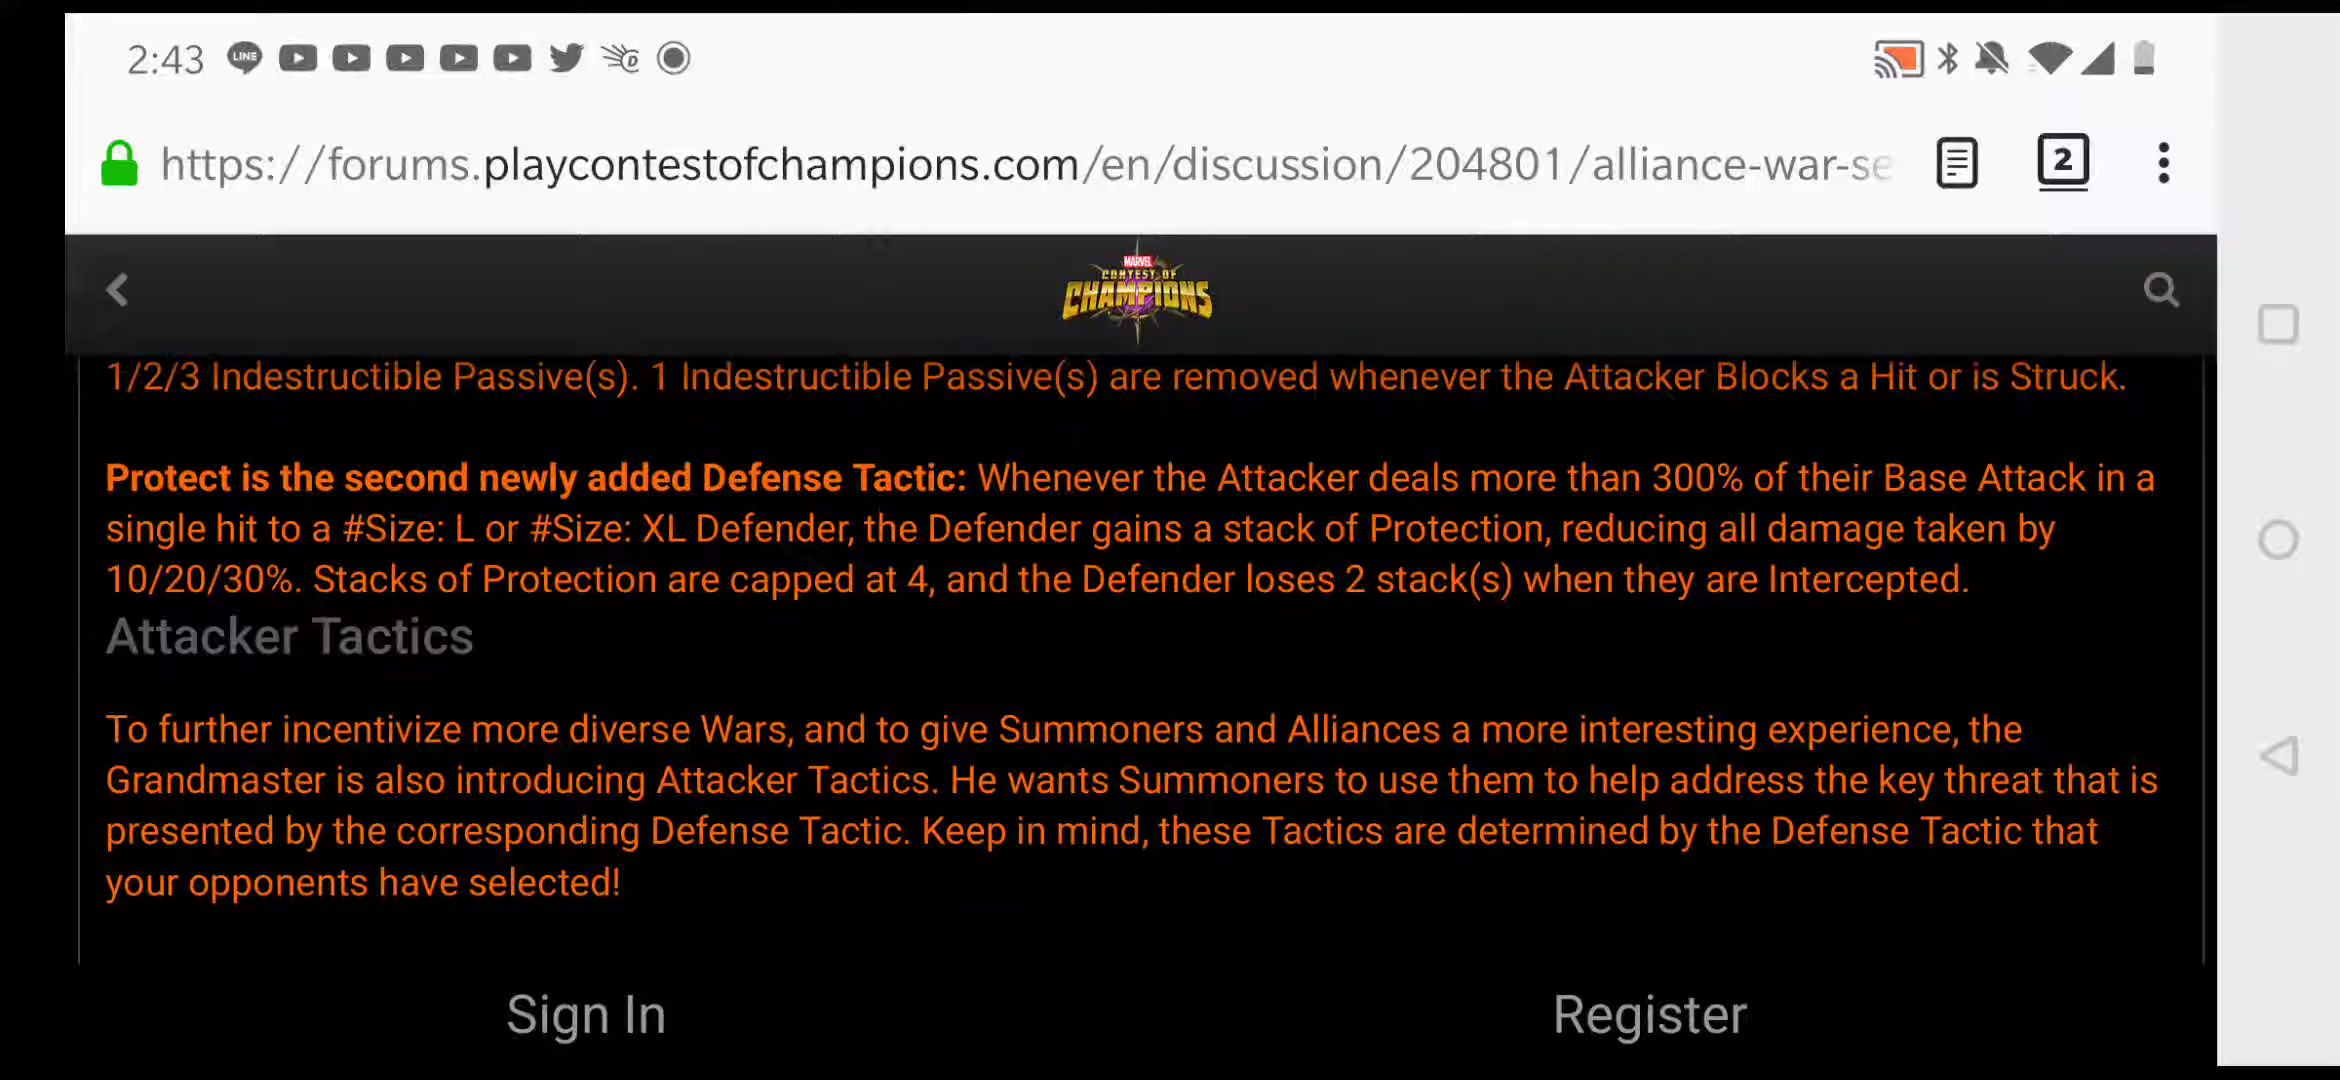 2:43
LINE
https://forums.playcontestofchampions.com/en/discussion/204801/alliance-war-se
2
MARVEL
CONTEST OF
CHAMPIONS
1/2/3 Indestructible Passive(s). 1 Indestructible Passive(s) are removed whenever the Attacker Blocks a Hit or is Struck.
Protect is the second newly added Defense Tactic: Whenever the Attacker deals more than 300% of their Base Attack in a
single hit to a #Size: L or #Size: XL Defender, the Defender gains a stack of Protection, reducing all damage taken by
10/20/30%. Stacks of Protection are capped at 4, and the Defender loses 2 stack(s) when they are Intercepted.
Attacker Tactics
To further incentivize more diverse Wars, and to give Summoners and Alliances a more interesting experience, the
Grandmaster is also introducing Attacker Tactics. He wants Summoners to use them to help address the key threat that is
presented by the corresponding Defense Tactic. Keep in mind, these Tactics are determined by the Defense Tactic that
your opponents have selected!
Sign In
Register